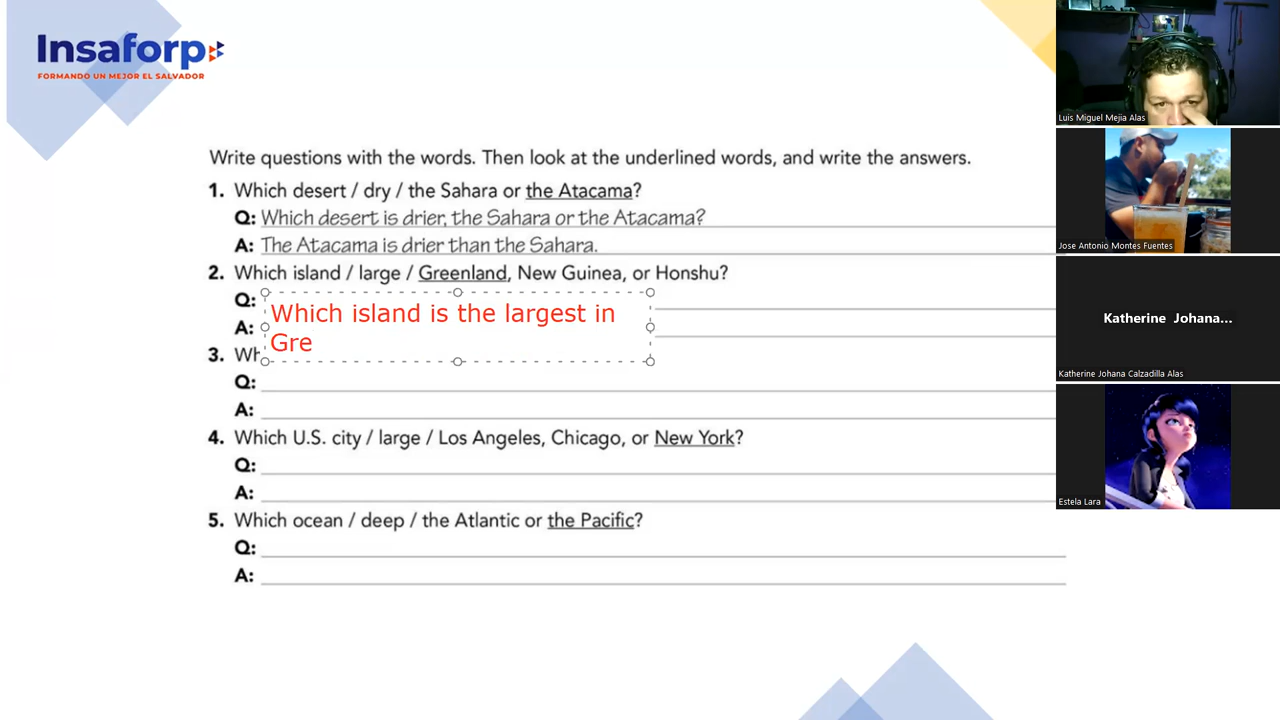 Insaforp
FORMANDO UN MEJOR EL SALVADOR
Write questions with the words. Then look at the underlined words, and write the answers.
1. Which desert / dry / the Sahara or the Atacama?
Q: Which desert is drier, the Sahara or the Atacama?
A: The Atacama is drier than the Sahara.
2. Which island / large / Greenland, New Guinea, or Honshu?
Q:
Which island is the largest in
Gre
A:
3. Wh
Q:
A:
4. Which U.S. city / large / Los Angeles, Chicago, or New York?
Q:
A:
5. Which ocean / deep / the Atlantic or the Pacific?
Q:
A:
Luis Miguel Mejia Alas
Jose Antonio Montes Fuentes
Katherine Johana...
Katherine Johana Calzadilla Alas
Estela Lara